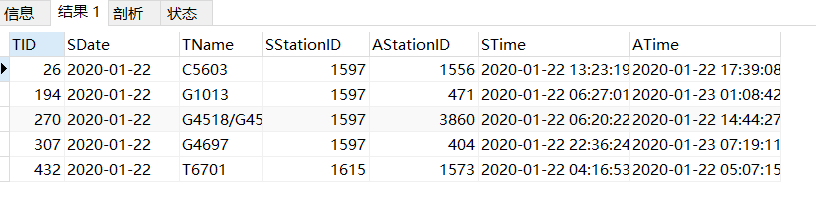 信息 结果 1 剖析 状态
TID SDate TName SStationID AStationID STime ATime
26 2020-01-22 C5603 1597 1556 2020-01-22 13:23:19 2020-01-22 17:39:08
194 2020-01-22 G1013 1597 471 2020-01-22 06:27:01 2020-01-23 01:08:42
270 2020-01-22 G4518/G45 1597 3860 2020-01-22 06:20:22 2020-01-22 14:44:27
307 2020-01-22 G4697 1597 404 2020-01-22 22:36:24 2020-01-23 07:19:11
432 2020-01-22 T6701 1615 1573 2020-01-22 04:16:53 2020-01-22 05:07:15